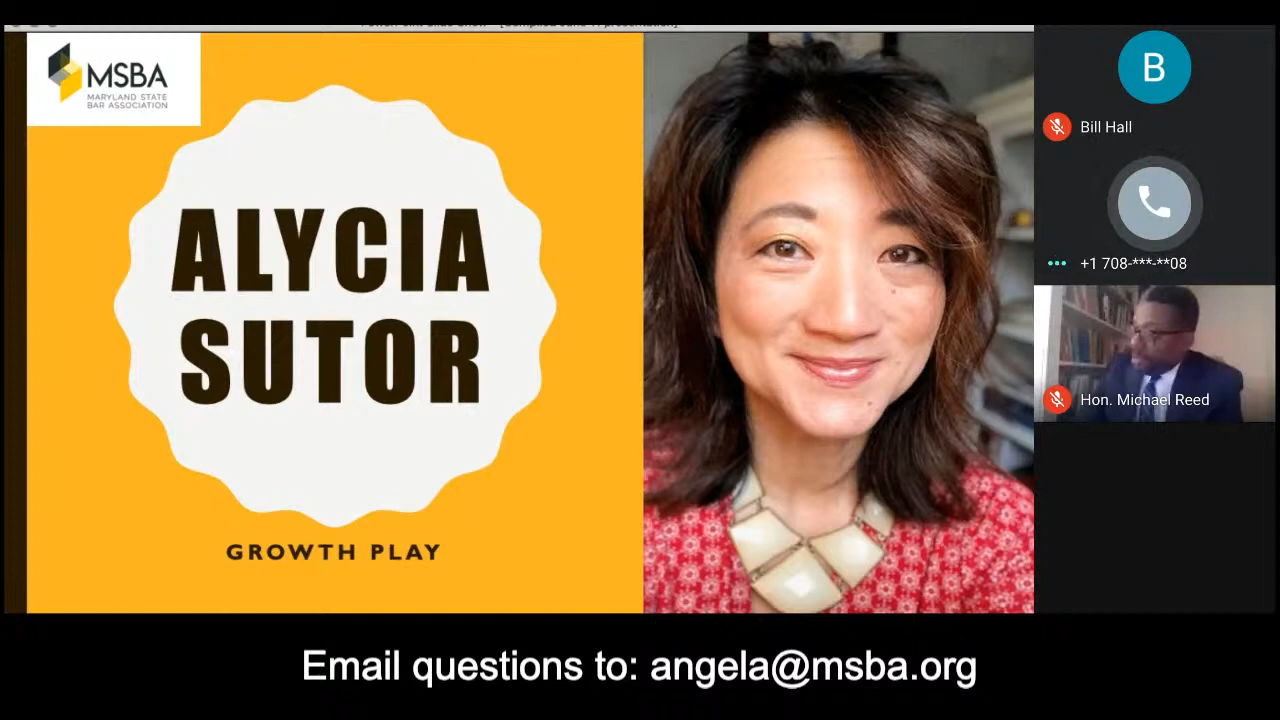 MSBA
MARYLAND STATE
BAR ASSOCIATION
ALYCIA
SUTOR
GROWTH PLAY
B
Bill Hall
+1 708-***-**08
Hon. Michael Reed
Email questions to: angela@msba.org